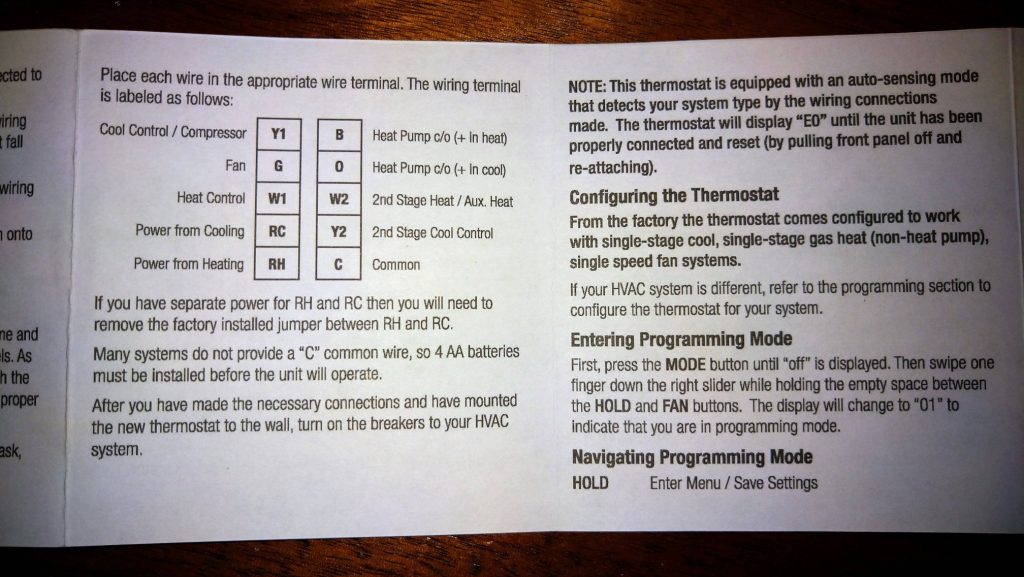 ected to
iring
t fall
wiring
n onto
ne and
els. As
h the
proper
ask,
Place each wire in the appropriate wire terminal. The wiring terminal
is labeled as follows:
Cool Control / Compressor Y1 B Heat Pump c/o (+ in heat)
Fan G O Heat Pump c/o (+ in cool)
Heat Control W1 W2 2nd Stage Heat / Aux. Heat
Power from Cooling RC Y2 2nd Stage Cool Control
Power from Heating RH C Common
If you have separate power for RH and RC then you will need to
remove the factory installed jumper between RH and RC.
Many systems do not provide a "C" common wire, so 4 AA batteries
must be installed before the unit will operate.
After you have made the necessary connections and have mounted
the new thermostat to the wall, turn on the breakers to your HVAC
system.
NOTE: This thermostat is equipped with an auto-sensing mode
that detects your system type by the wiring connections
made. The thermostat will display "E0" until the unit has been
properly connected and reset (by pulling front panel off and
re-attaching).
Configuring the Thermostat
From the factory the thermostat comes configured to work
with single-stage cool, single-stage gas heat (non-heat pump),
single speed fan systems.
If your HVAC system is different, refer to the programming section to
configure the thermostat for your system.
Entering Programming Mode
First, press the MODE button until "off" is displayed. Then swipe one
finger down the right slider while holding the empty space between
the HOLD and FAN buttons. The display will change to "01" to
indicate that you are in programming mode.
Navigating Programming Mode
HOLD Enter Menu / Save Settings